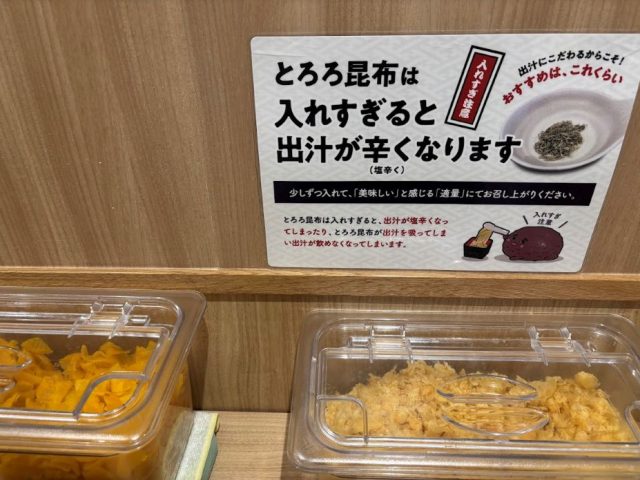 とろろ昆布は
入れすぎると
出汁が辛くなります
(塩辛く)
入れすぎ注意
出汁にこだわるからこそ!
おすすめは、これくらい
少しずつ入れて、「美味しい」と感じる「適量」にてお召し上がりください。
とろろ昆布は入れすぎると、出汁が塩辛くなっ
てしまったり、とろろ昆布が出汁を吸ってしま
い出汁が飲めなくなってしまいます。
入れすぎ
注意